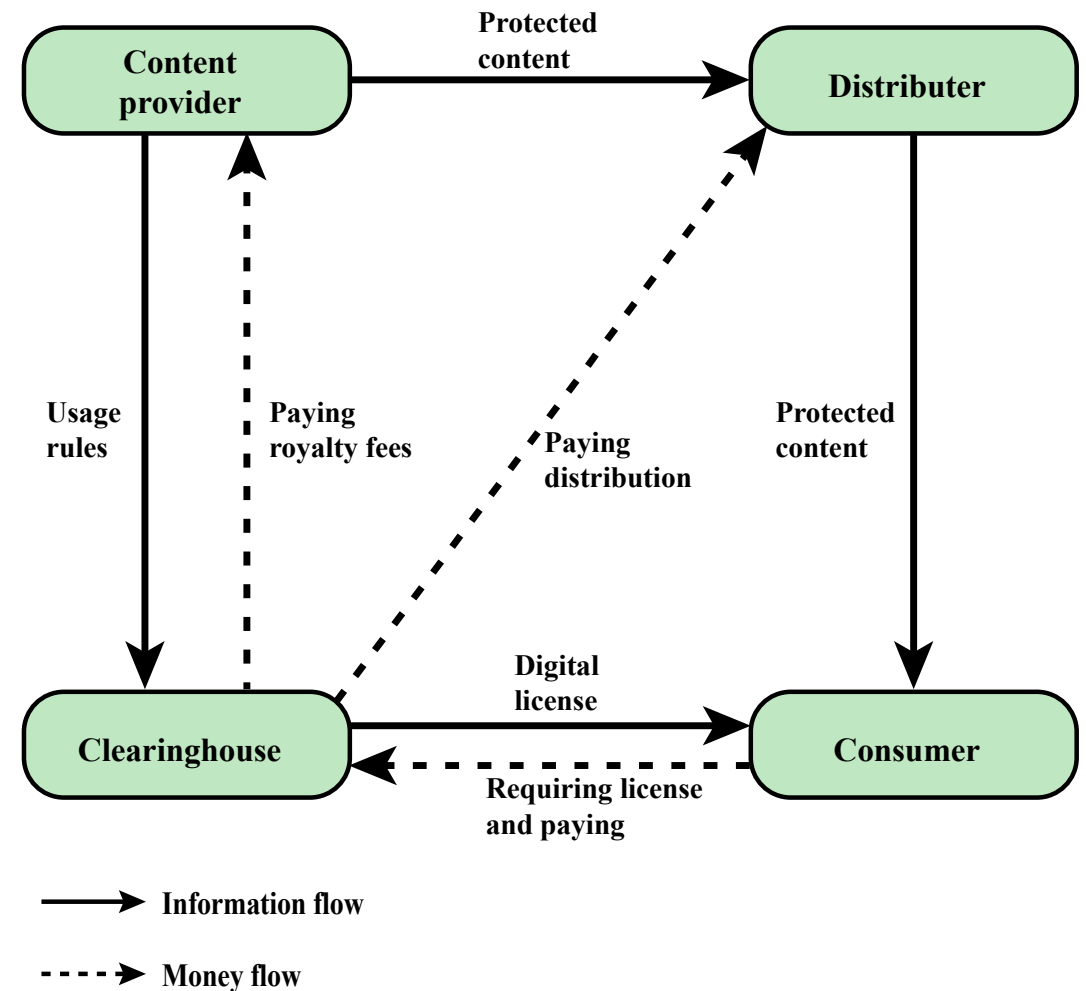 Protected
content
Content
provider
Distributer
Usage
rules
Paying
royalty fees
Paying
distribution
Protected
content
Digital
license
Clearinghouse
Consumer
Requiring license
and paying
Information flow
Money flow